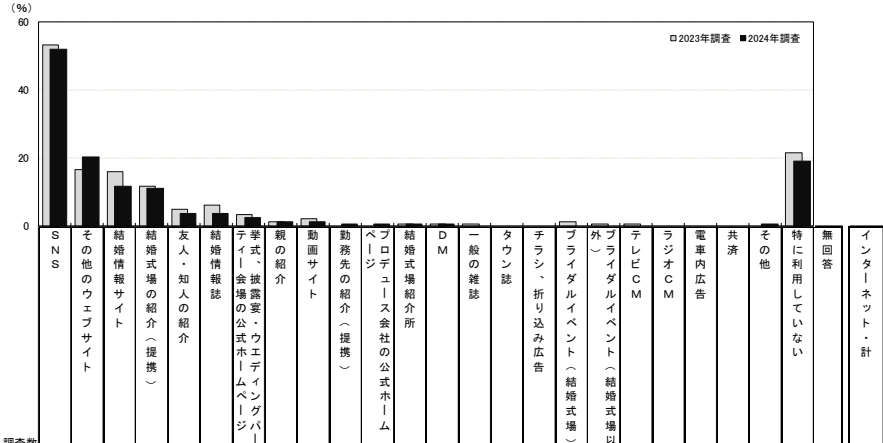 （%）
60
40
20
0
□2023年調査 ■2024年調査
SNS
その他のウェブサイト
結婚情報サイト
結婚式場の紹介（提携）
友人・知人の紹介
結婚情報誌
挙式、披露宴・ウエディングパー
ティー会場の公式ホームページ
親の紹介
動画サイト
勤務先の紹介（提携）
プロデュース会社の公式ホーム
ページ
結婚式場紹介所
DM
一般の雑誌
タウン誌
チラシ、折り込み広告
ブライダルイベント（結婚式場）
ブライダルイベント（結婚式場以
外）
テレビCM
ラジオCM
電車内広告
共済
その他
特に利用していない
無回答
インターネット・計
調査数